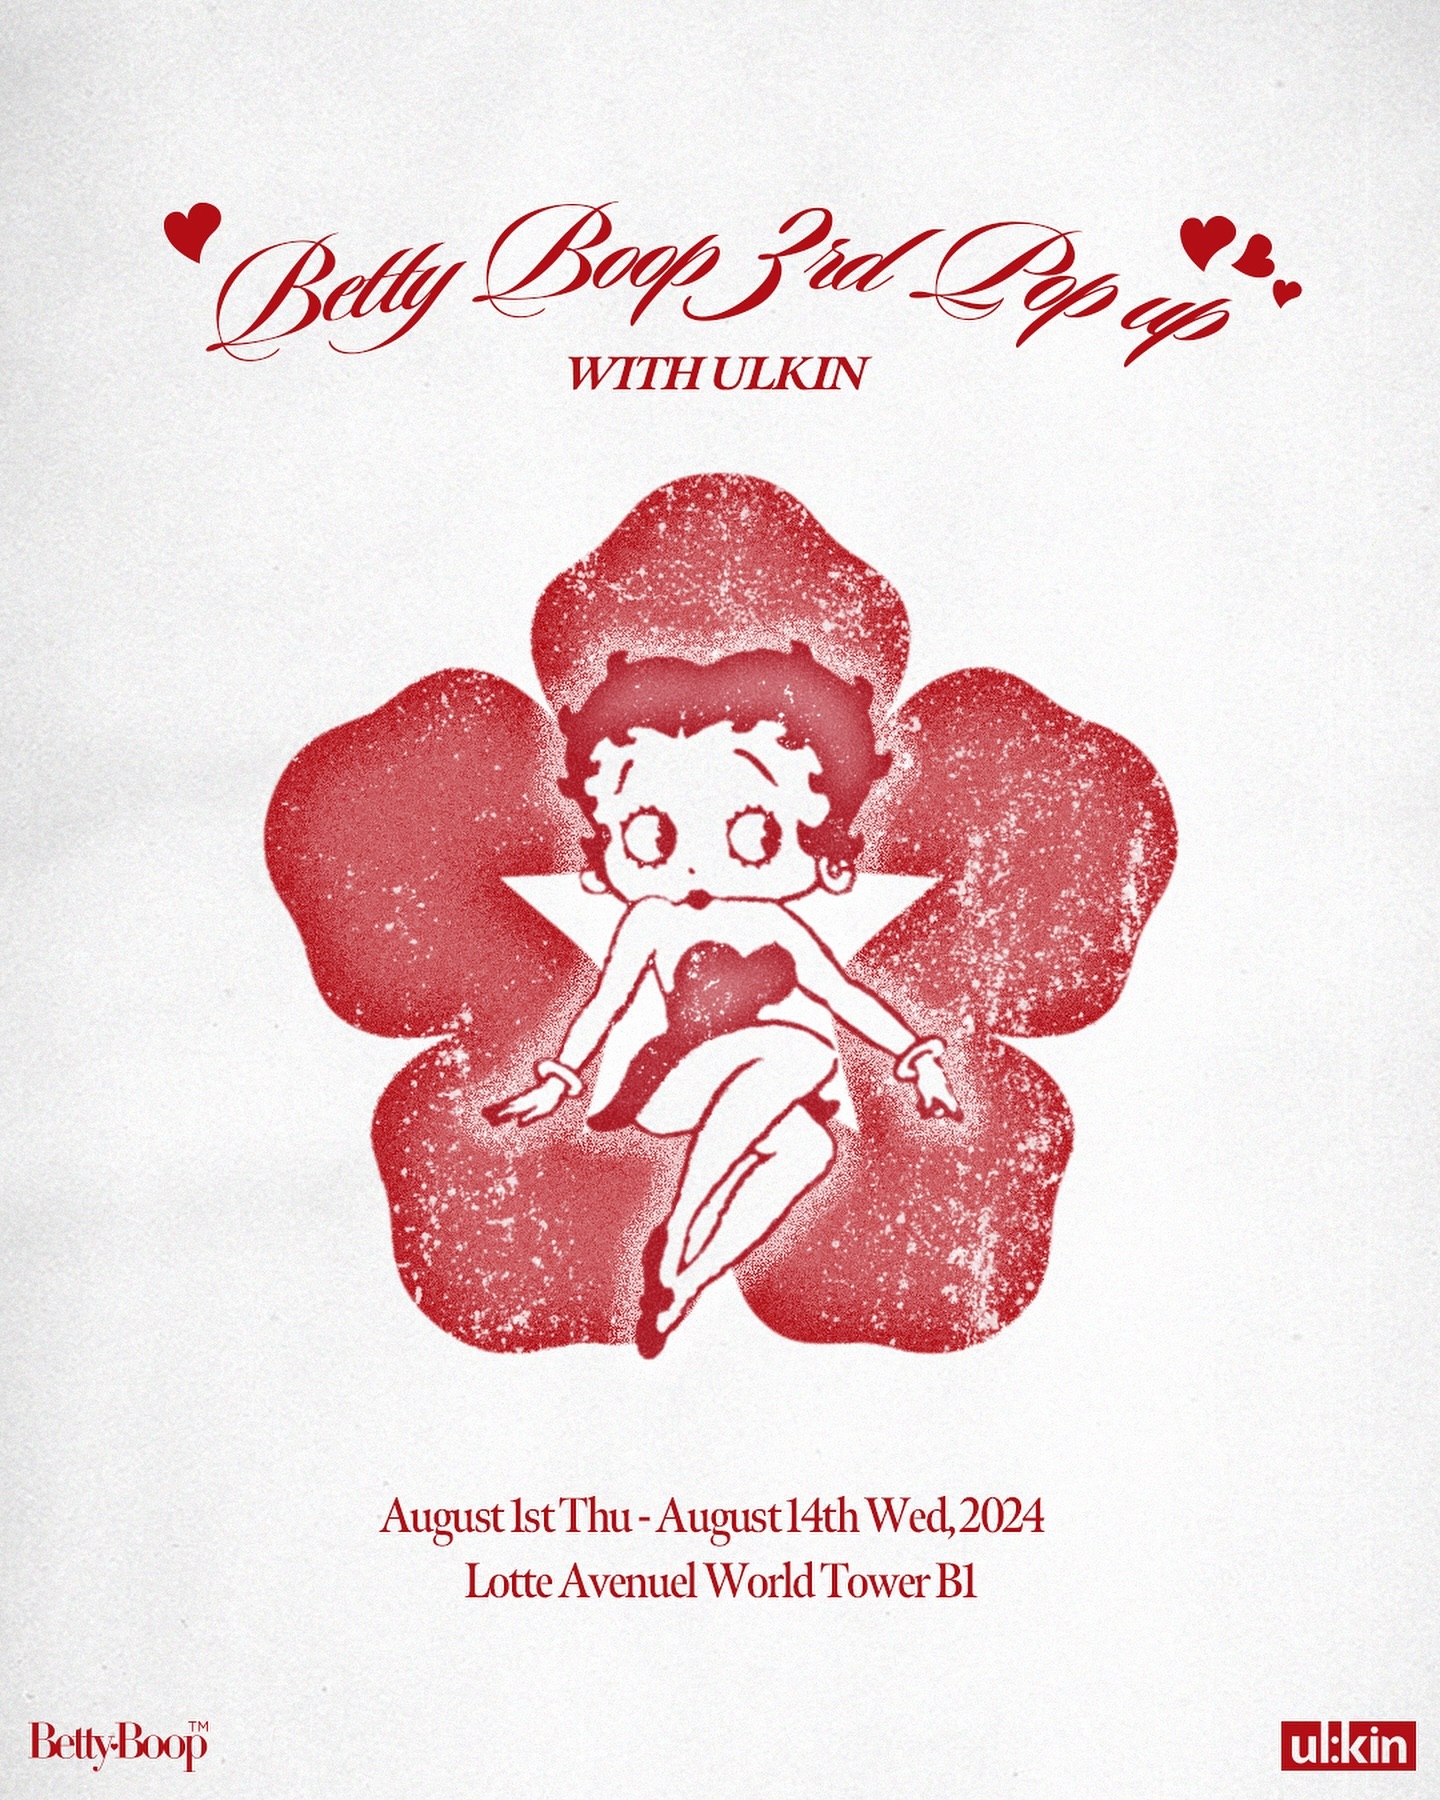 Betty Boop 3rd Pop up
WITH ULKIN
August 1st Thu - August 14th Wed, 2024
Lotte Avenuel World Tower B1
Betty Boop™
ul:kin